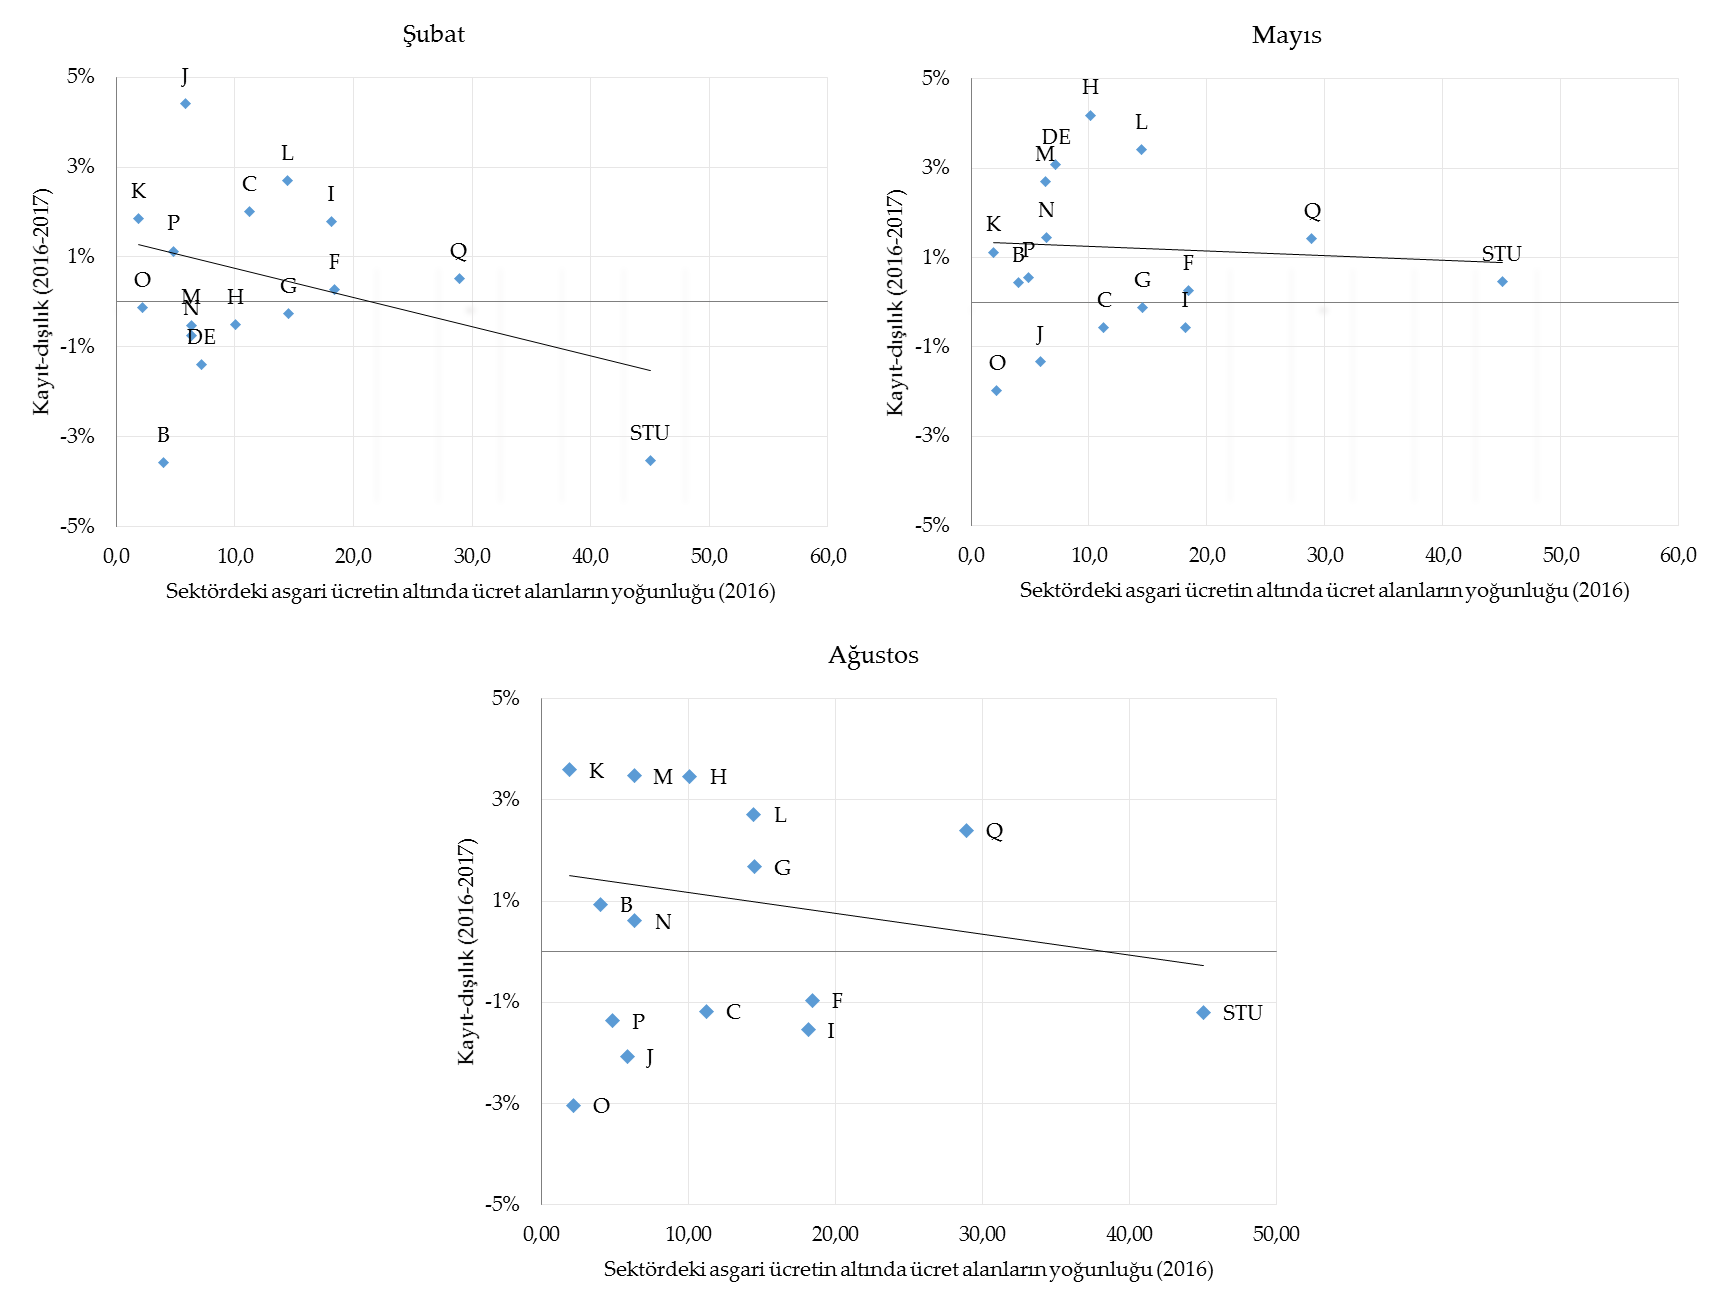 Şubat
5%
3%
1%
-1%
-3%
-5%
Kayıt-dışılık (2016-2017)
J
L
K
C
I
P
F
Q
O
M
H
G
N
DE
B
STU
0,0 10,0 20,0 30,0 40,0 50,0 60,0
Sektördeki asgari ücretin altında ücret alanların yoğunluğu (2016)
Mayıs
5%
3%
1%
-1%
-3%
-5%
Kayıt-dışılık (2016-2017)
H
L
DE
M
N
Q
K
B
P
STU
F
G
C
I
J
O
0,0 10,0 20,0 30,0 40,0 50,0 60,0
Sektördeki asgari ücretin altında ücret alanların yoğunluğu (2016)
Ağustos
5%
3%
1%
-1%
-3%
-5%
Kayıt-dışılık (2016-2017)
K
M
H
L
Q
G
B
N
F
C
STU
P
I
J
O
0,00 10,00 20,00 30,00 40,00 50,00
Sektördeki asgari ücretin altında ücret alanların yoğunluğu (2016)